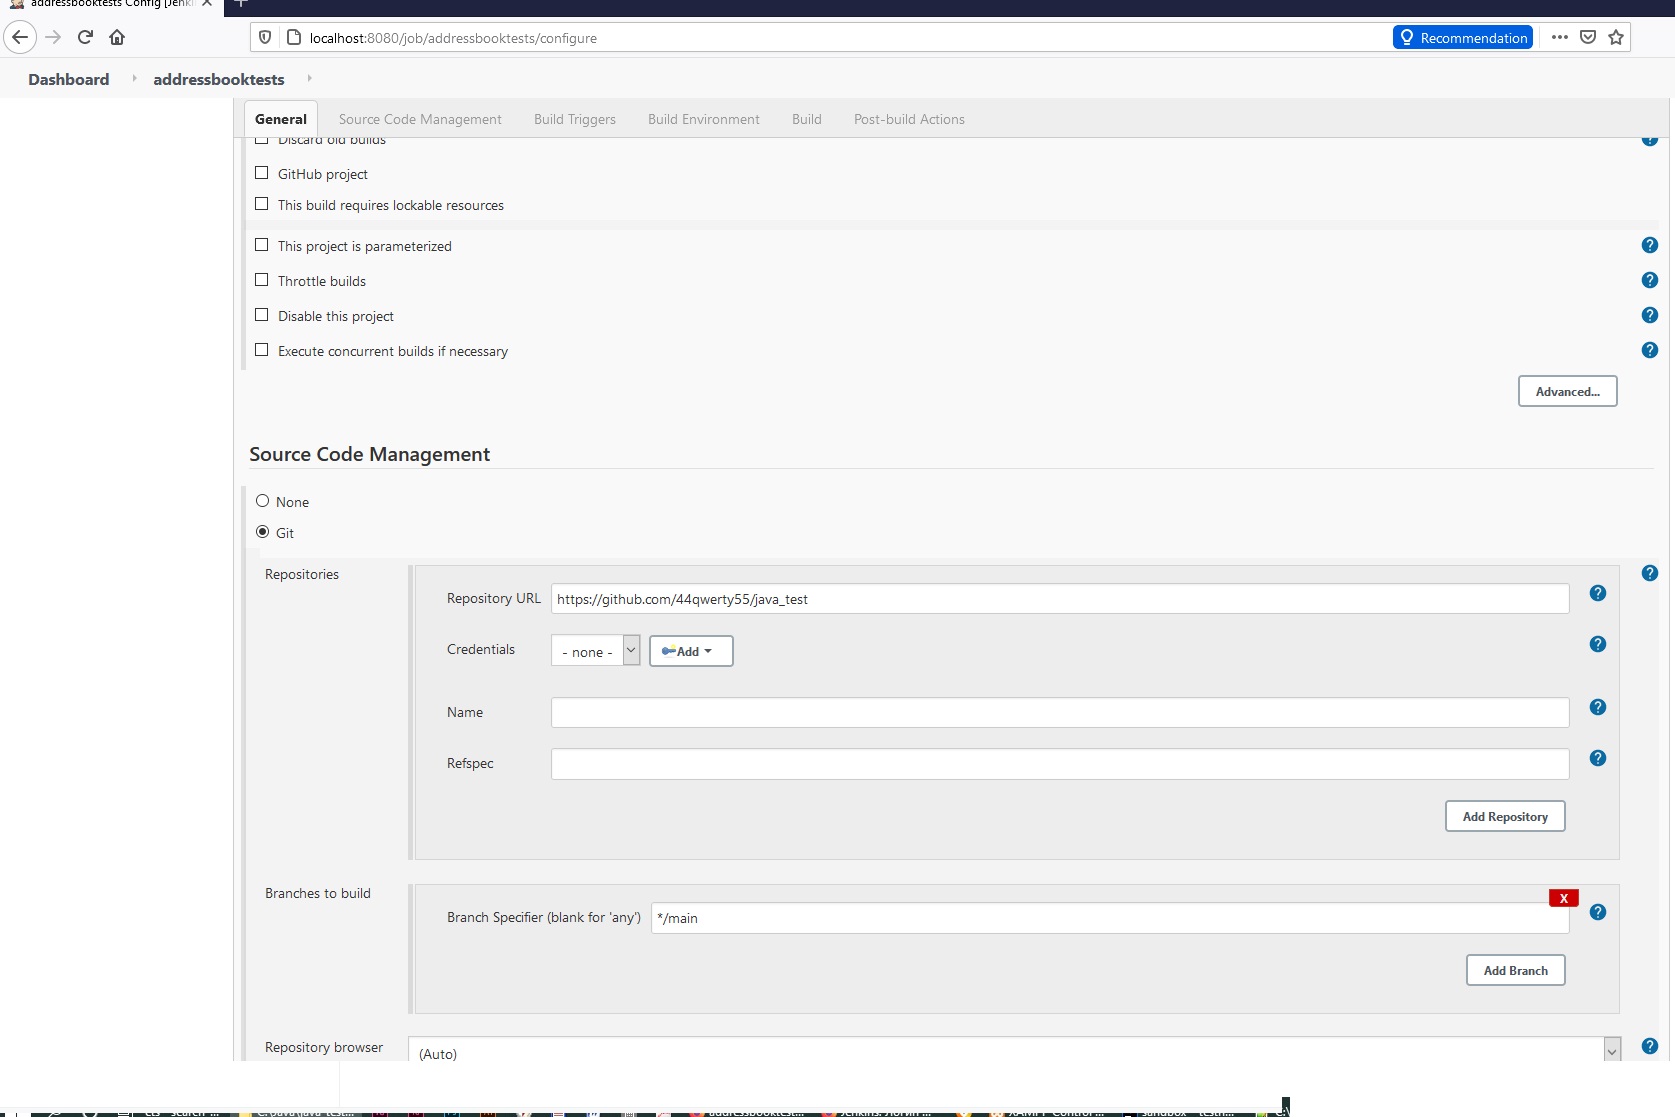 addressbooktests Config [Jenki
localhost:8080/job/addressbooktests/configure
Recommendation
Dashboard
addressbooktests
General
Source Code Management
Build Triggers
Build Environment
Build
Post-build Actions
Discard old builds
GitHub project
This build requires lockable resources
This project is parameterized
Throttle builds
Disable this project
Execute concurrent builds if necessary
Advanced...
Source Code Management
None
Git
Repositories
Repository URL
https://github.com/44qwerty55/java_test
Credentials
- none -
Add
Name
Refspec
Add Repository
Branches to build
X
Branch Specifier (blank for 'any')
*/main
Add Branch
Repository browser
(Auto)